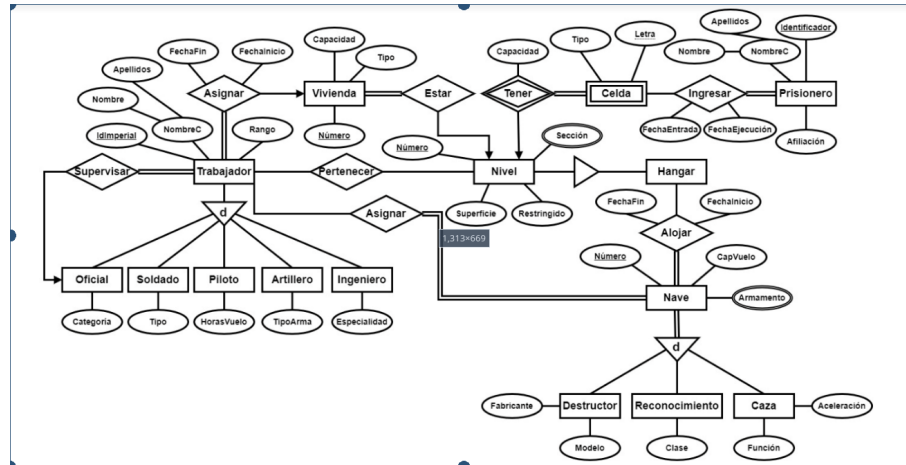 Apellidos
Identificador
Capacidad
Letra
Tipo
FechaFin
FechaInicio
Capacidad
Nombre
NombreC
Tipo
Apellidos
Asignar
Vivienda
Estar
Tener
Celda
Ingresar
Prisionero
Nombre
NombreC
Rango
Número
FechaEntrada
FechaEjecución
Sección
IdImperial
Número
Afiliación
Supervisar
Trabajador
Pertenecer
Nivel
Hangar
FechaFin
FechaInicio
d
Asignar
Superficie
Restringido
Alojar
1,313×669
Número
CapVuelo
Oficial
Soldado
Piloto
Artillero
Ingeniero
Nave
Armamento
Categoría
Tipo
HorasVuelo
TipoArma
Especialidad
d
Fabricante
Destructor
Reconocimiento
Caza
Aceleración
Modelo
Clase
Función